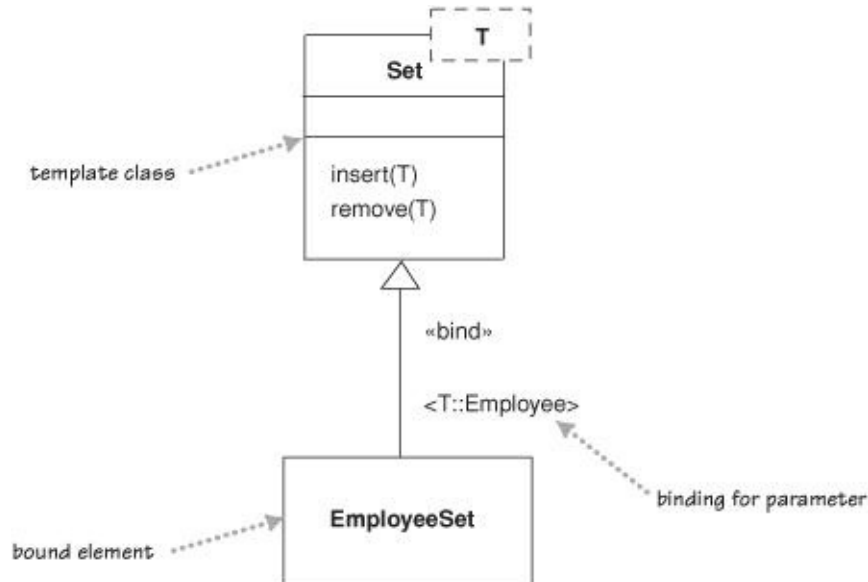 T
Set
template class
insert(T)
remove(T)
«bind»
<T::Employee>
binding for parameter
EmployeeSet
bound element